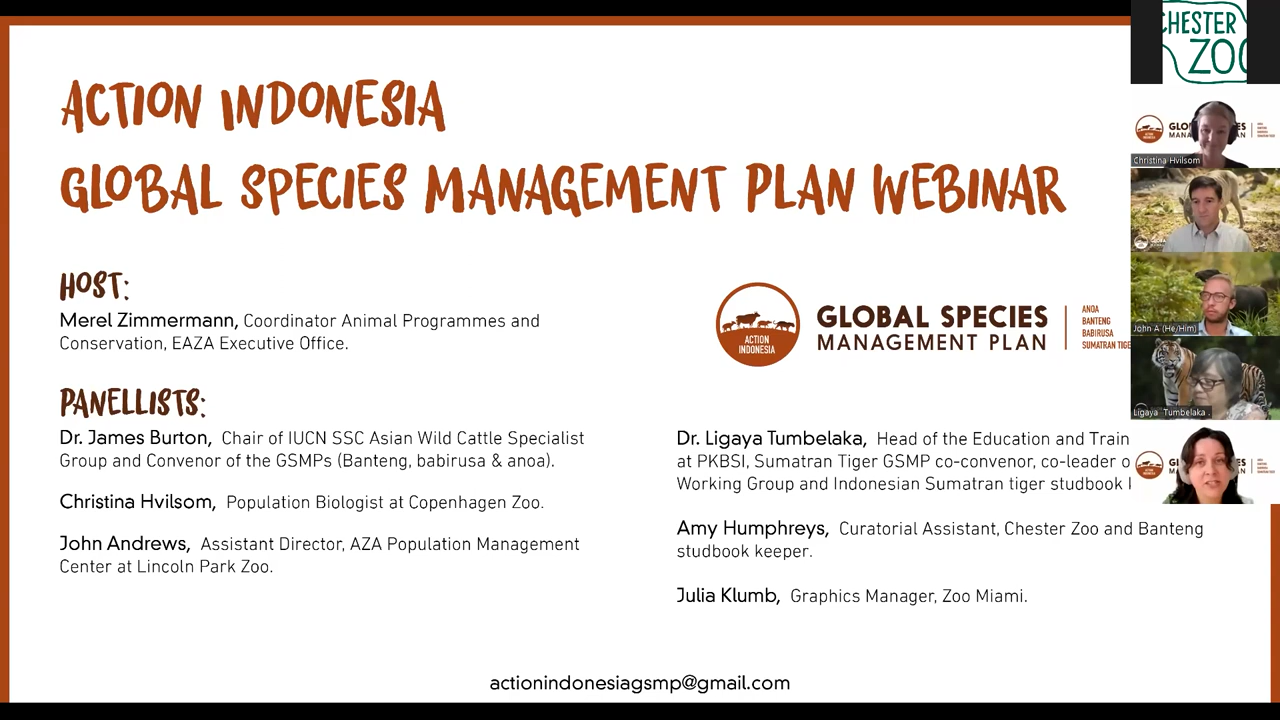 ACTION INDONESIA
GLOBAL SPECIES MANAGEMENT PLAN WEBINAR
HOST:
Merel Zimmermann, Coordinator Animal Programmes and
Conservation, EAZA Executive Office.
PANELLISTS:
Dr. James Burton, Chair of IUCN SSC Asian Wild Cattle Specialist
Group and Convenor of the GSMPs (Banteng, babirusa & anoa).
Christina Hvilsom, Population Biologist at Copenhagen Zoo.
John Andrews, Assistant Director, AZA Population Management
Center at Lincoln Park Zoo.
ACTION
INDONESIA
GLOBAL SPECIES
MANAGEMENT PLAN
ANOA
BANTENG
BABIRUSA
SUMATRAN TIGE
Dr. Ligaya Tumbelaka, Head of the Education and Train
at PKBSI, Sumatran Tiger GSMP co-convenor, co-leader o
Working Group and Indonesian Sumatran tiger studbook
Amy Humphreys, Curatorial Assistant, Chester Zoo and Banteng
studbook keeper.
Julia Klumb, Graphics Manager, Zoo Miami.
actionindonesiagsmp@gmail.com
CHESTER
ZOO
Christina Hvilsom
John A (He/Him)
Ligaya Tumbelaka .